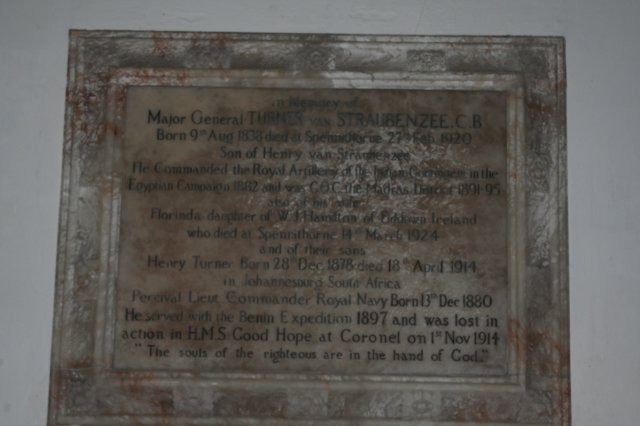 In Memory of
Major General TURNER van STRAUBENZEE. C.B
Born 9th Aug 1838 died at Spennithorne 27th Feb 1920
Son of Henry van Straubenzee
He Commanded the Royal Artillery of the Indian Contingent in the
Egyptian Campaign 1882 and was G.O.C. the Madras District 1891-95
also of his wife
Florinda daughter of W. J Hamilton of Ireland
who died at Spennithorne 14th March 1924
and of their sons
Henry Turner Born 28th Dec 1878 died 18th April 1914
in Johannesburg South Africa
Percival Lieut Commander Royal Navy Born 13th Dec 1880
He served with the Benin Expedition 1897 and was lost in
action in H.M.S Good Hope at Coronel on 1st Nov 1914
"The souls of the righteous are in the hand of God."